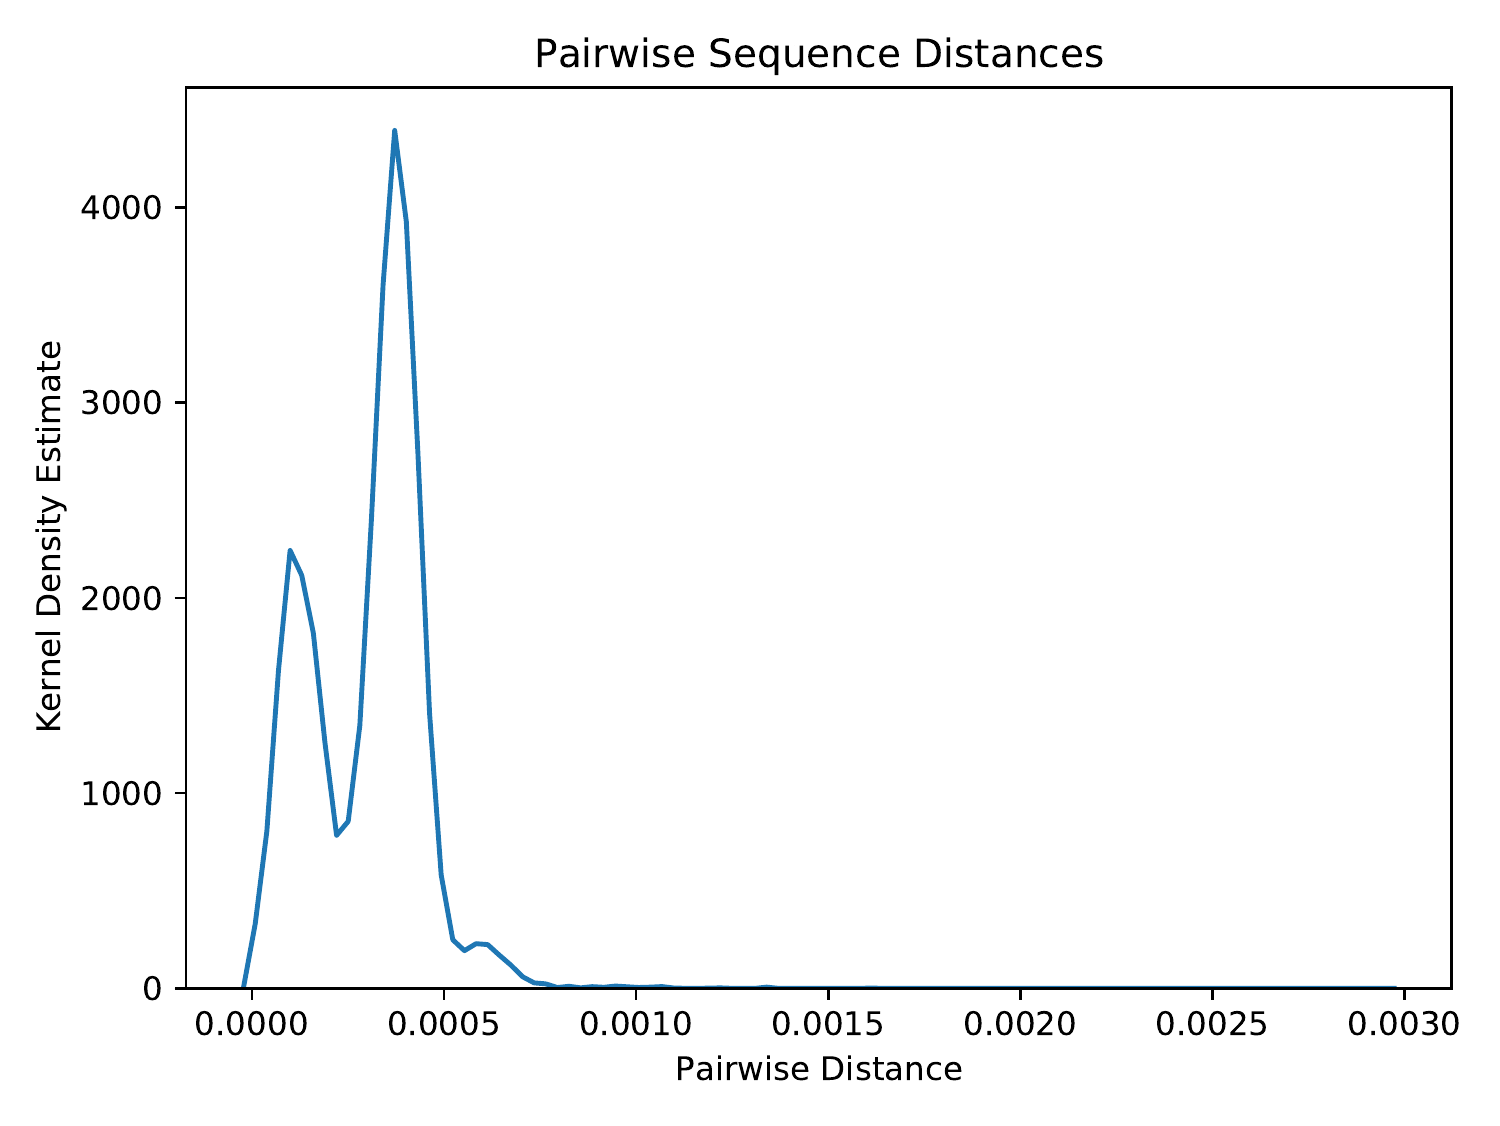 Pairwise Sequence Distances
Kernel Density Estimate
4000
3000
2000
1000
0
0.0000 0.0005 0.0010 0.0015 0.0020 0.0025 0.0030
Pairwise Distance